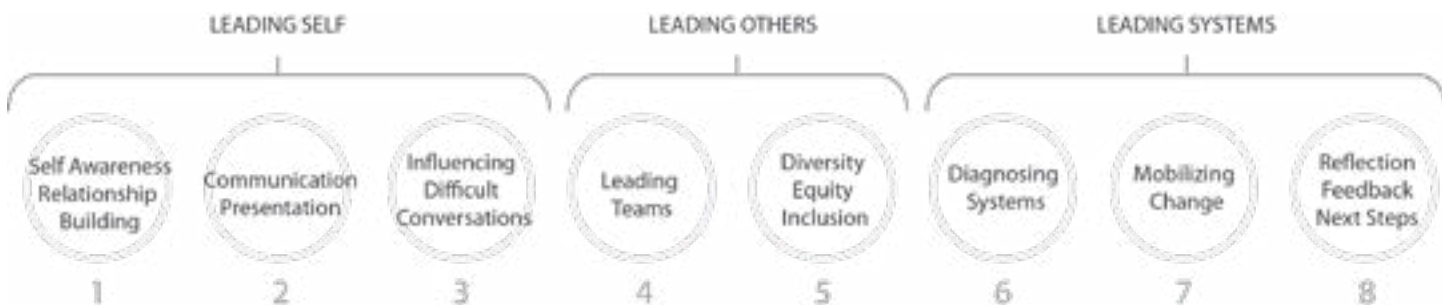 LEADING SELF
LEADING OTHERS
LEADING SYSTEMS
Self Awareness
Relationship
Building
Communication
Presentation
Influencing
Difficult
Conversations
Leading
Teams
Diversity
Equity
Inclusion
Diagnosing
Systems
Mobilizing
Change
Reflection
Feedback
Next Steps
1
2
3
4
5
6
7
8